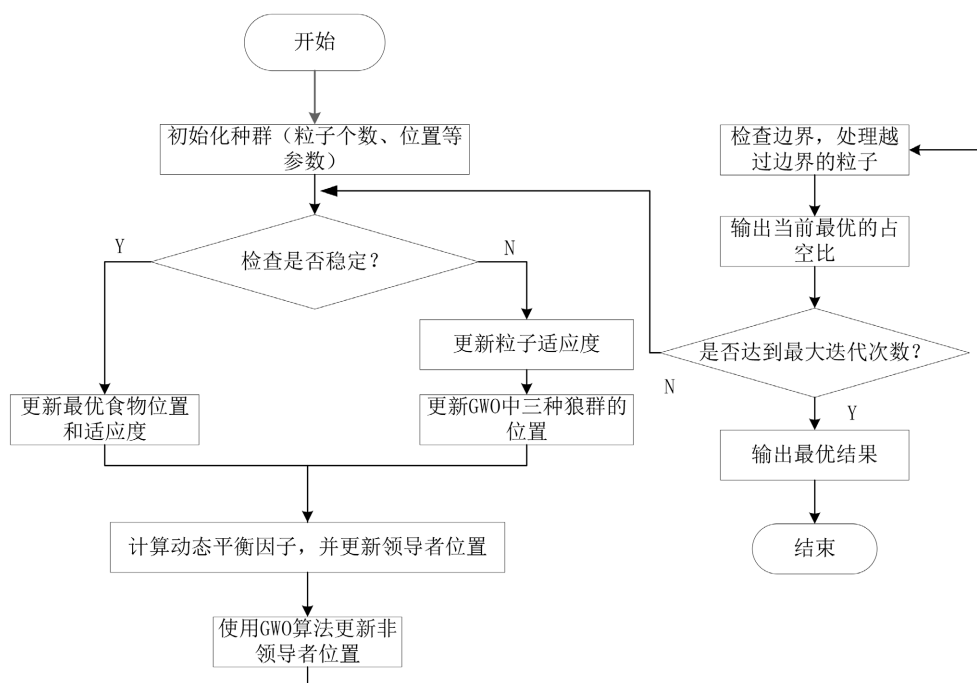 开始
初始化种群（粒子个数、位置等
参数）
检查是否稳定？
Y
N
更新粒子适应度
更新最优食物位置
和适应度
更新GWO中三种狼群的
位置
计算动态平衡因子，并更新领导者位置
使用GWO算法更新非
领导者位置
检查边界，处理越
过边界的粒子
输出当前最优的占
空比
是否达到最大迭代次数？
N
Y
输出最优结果
结束